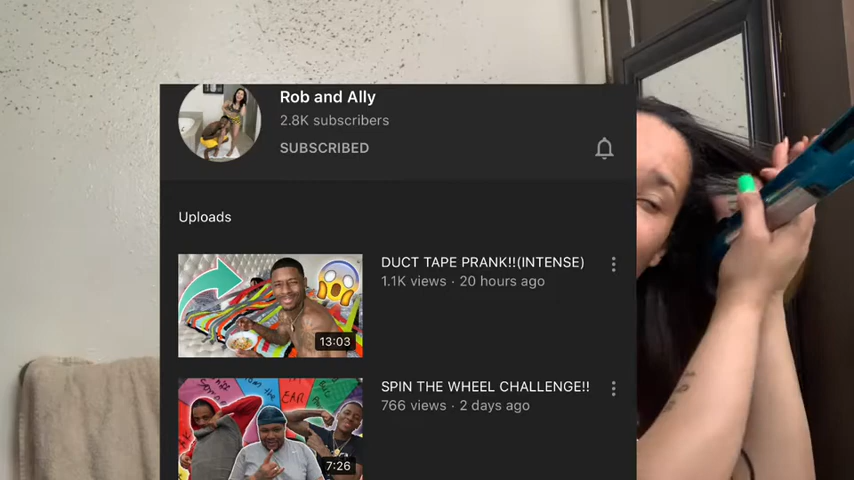 Rob and Ally
2.8K subscribers
SUBSCRIBED
Uploads
DUCT TAPE PRANK!!(INTENSE)
1.1K views · 20 hours ago
13:03
SPIN THE WHEEL CHALLENGE!!
766 views · 2 days ago
7:26